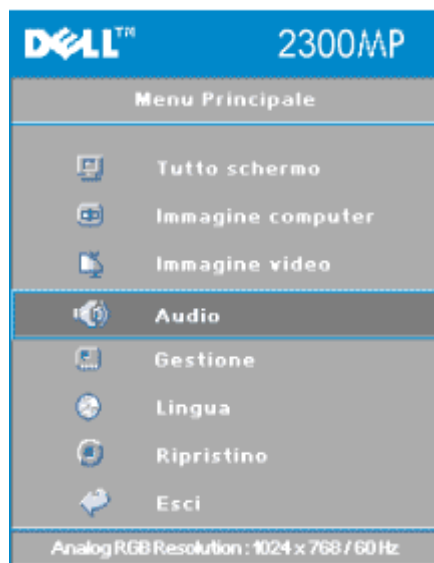 DELL™ 2300MP
Menu Principale
Tutto schermo
Immagine computer
Immagine video
Audio
Gestione
Lingua
Ripristino
Esci
Analog RGB Resolution : 1024 x 768 / 60 Hz